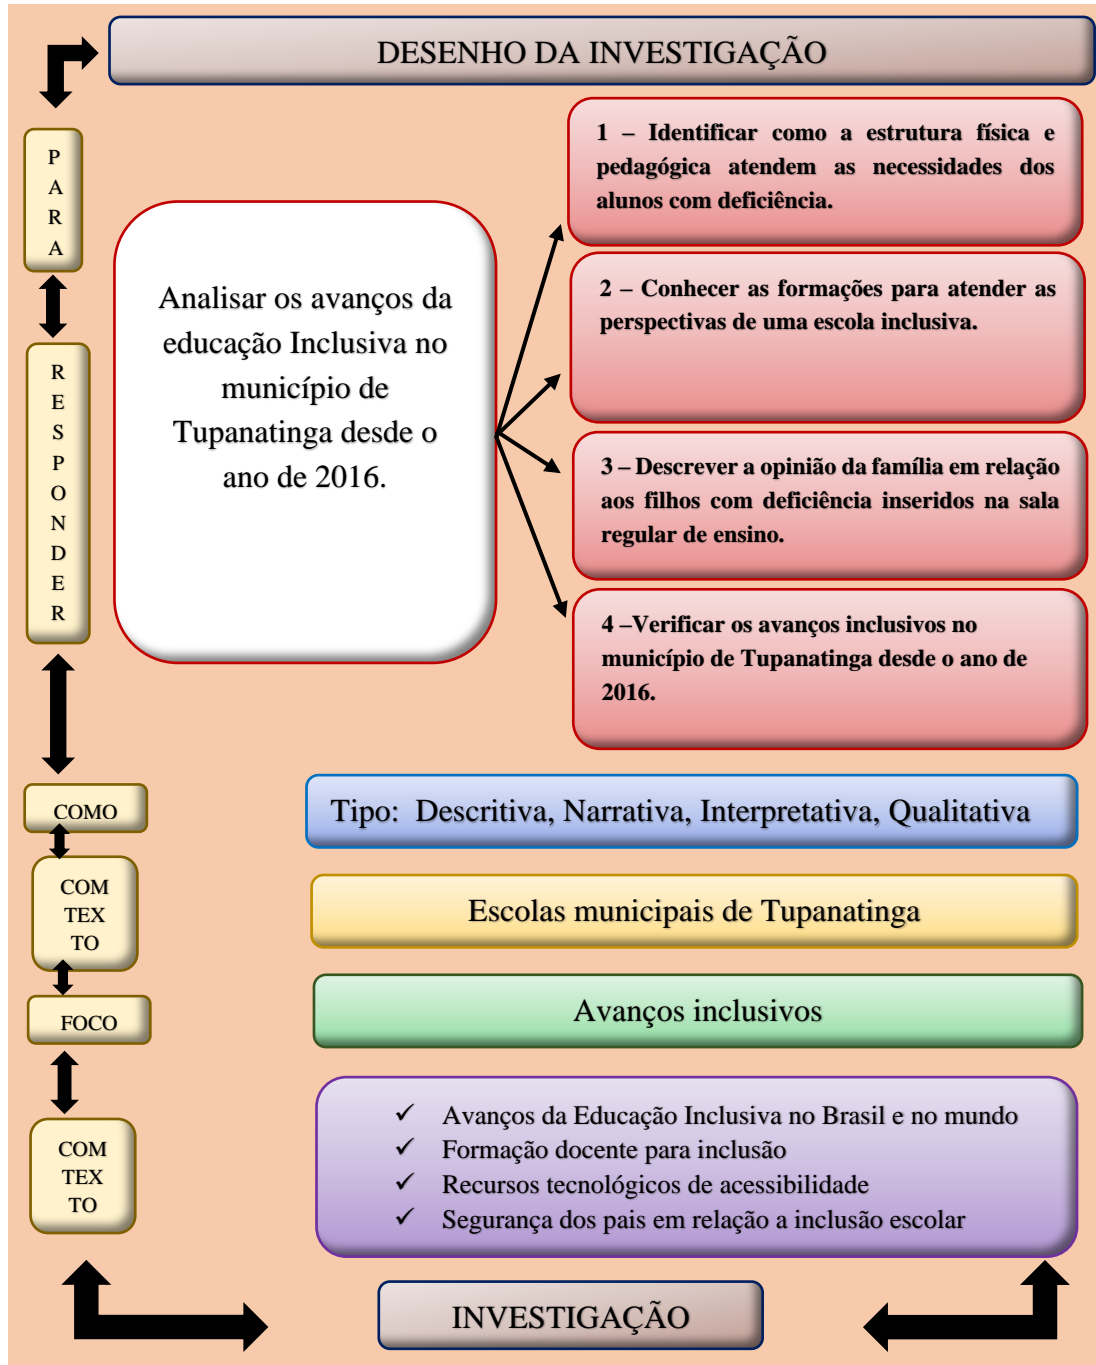 DESENHO DA INVESTIGAÇÃO
P
A
R
A
R
E
S
P
O
N
D
E
R
Analisar os avanços da
educação Inclusiva no
município de
Tupanatinga desde o
ano de 2016.
1 – Identificar como a estrutura física e
pedagógica atendem as necessidades dos
alunos com deficiência.
2 – Conhecer as formações para atender as
perspectivas de uma escola inclusiva.
3 – Descrever a opinião da família em relação
aos filhos com deficiência inseridos na sala
regular de ensino.
4 –Verificar os avanços inclusivos no
município de Tupanatinga desde o ano de
2016.
COMO
Tipo: Descritiva, Narrativa, Interpretativa, Qualitativa
COM
TEX
TO
Escolas municipais de Tupanatinga
FOCO
Avanços inclusivos
COM
TEX
TO
✓ Avanços da Educação Inclusiva no Brasil e no mundo
✓ Formação docente para inclusão
✓ Recursos tecnológicos de acessibilidade
✓ Segurança dos pais em relação a inclusão escolar
INVESTIGAÇÃO